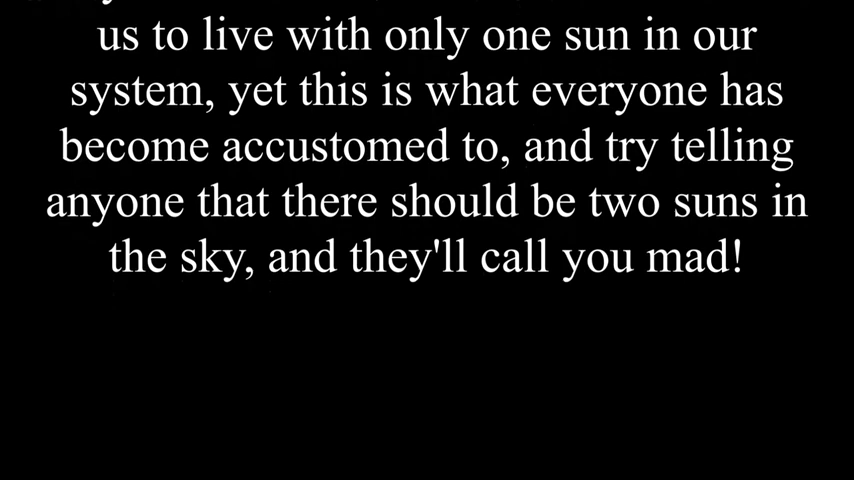 us to live with only one sun in our
system, yet this is what everyone has
become accustomed to, and try telling
anyone that there should be two suns in
the sky, and they'll call you mad!